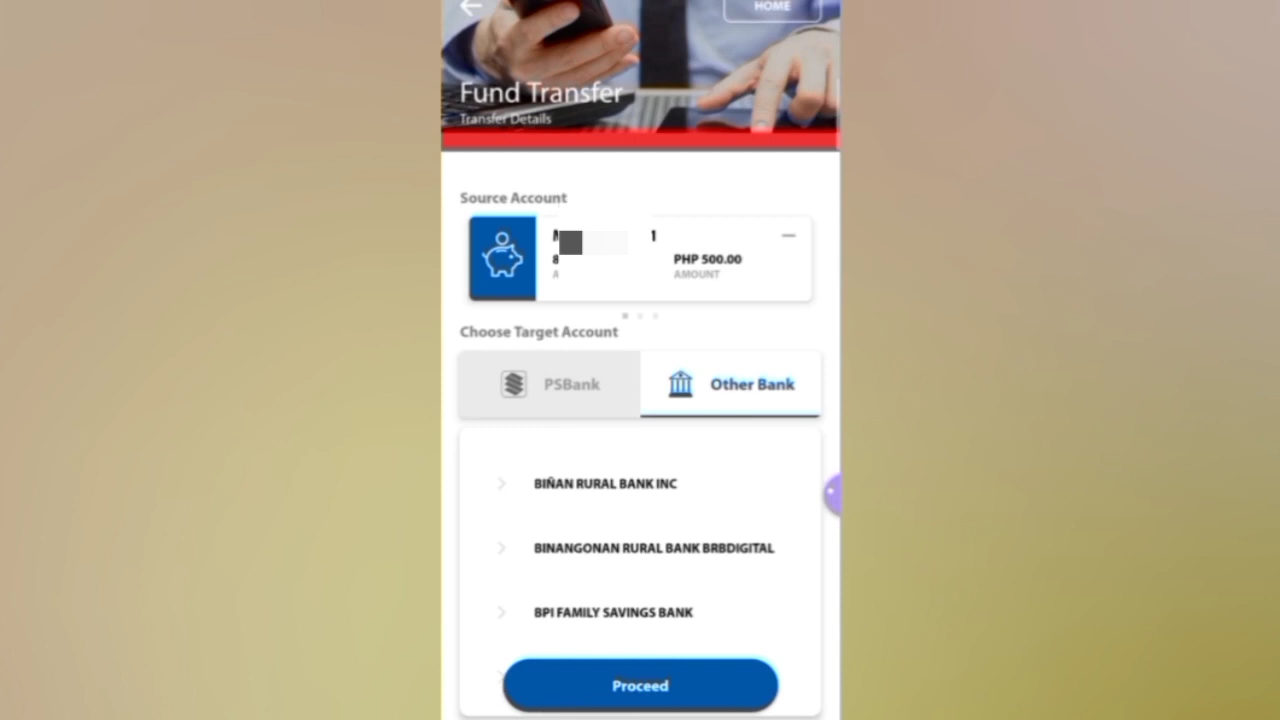 HOME
Fund Transfer
Transfer Details
Source Account
PHP 500.00
AMOUNT
Choose Target Account
PSBank
Other Bank
BIÑAN RURAL BANK INC
BINANGONAN RURAL BANK BRBDIGITAL
BPI FAMILY SAVINGS BANK
Proceed